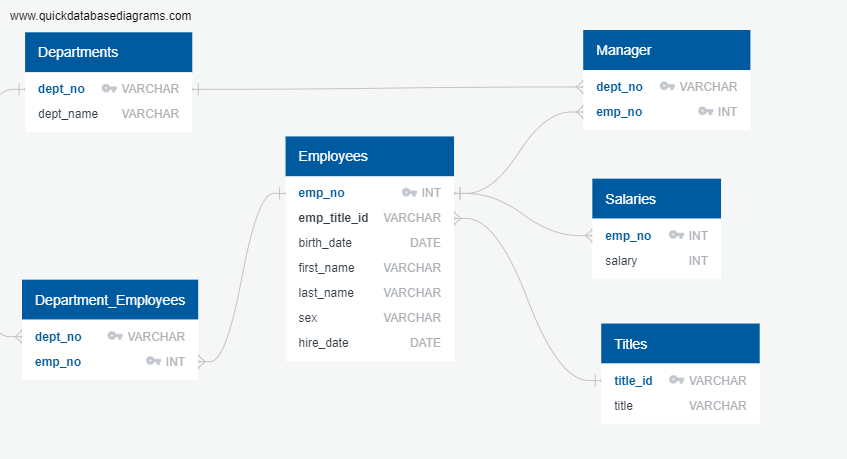 www.quickdatabasediagrams.com
Departments
dept_no VARCHAR
dept_name VARCHAR
Manager
dept_no VARCHAR
emp_no INT
Employees
emp_no INT
emp_title_id VARCHAR
birth_date DATE
first_name VARCHAR
last_name VARCHAR
sex VARCHAR
hire_date DATE
Salaries
emp_no INT
salary INT
Department_Employees
dept_no VARCHAR
emp_no INT
Titles
title_id VARCHAR
title VARCHAR